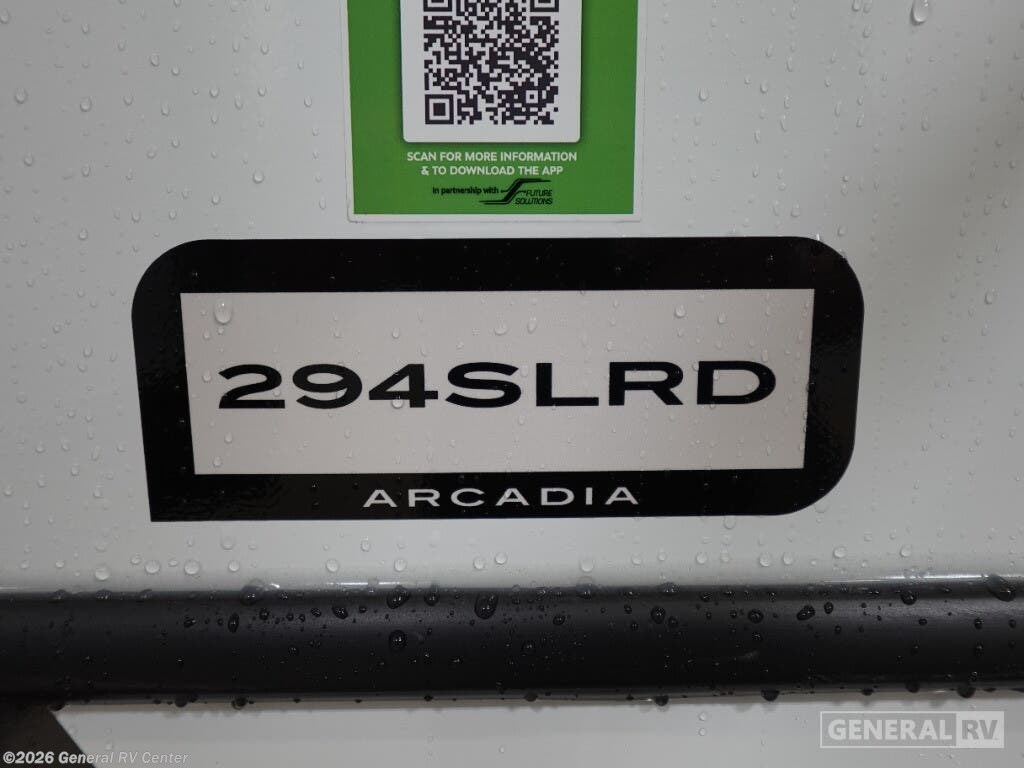 SCAN FOR MORE INFORMATION
& TO DOWNLOAD THE APP
In partnership with FUTURE SOLUTIONS
294SLRD
ARCADIA
GENERAL RV
©2026 General RV Center